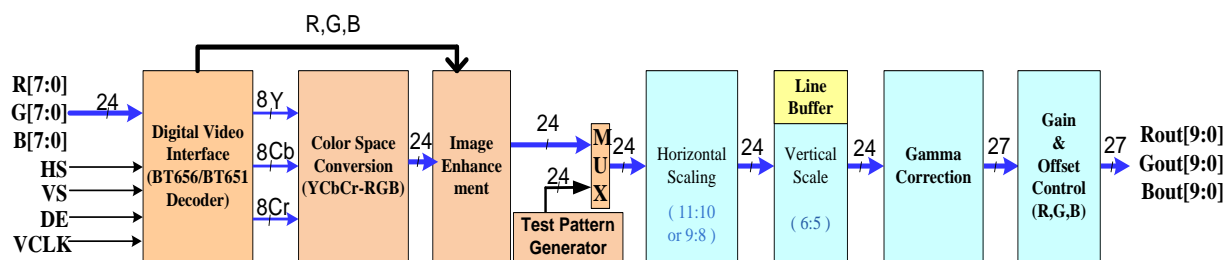 R,G,B
R[7:0]
G[7:0]
B[7:0]
24
HS
VS
DE
VCLK
Digital Video
Interface
(BT656/BT651
Decoder)
8 Y
8Cb
8Cr
Color Space
Conversion
(YCbCr-RGB)
24
Image
Enhance
ment
24
24
Test Pattern
Generator
M
U
X
24
Horizontal
Scaling
( 11:10
or 9:8 )
24
Line
Buffer
Vertical
Scale
( 6:5 )
24
Gamma
Correction
27
Gain
&
Offset
Control
(R,G,B)
27
Rout[9:0]
Gout[9:0]
Bout[9:0]